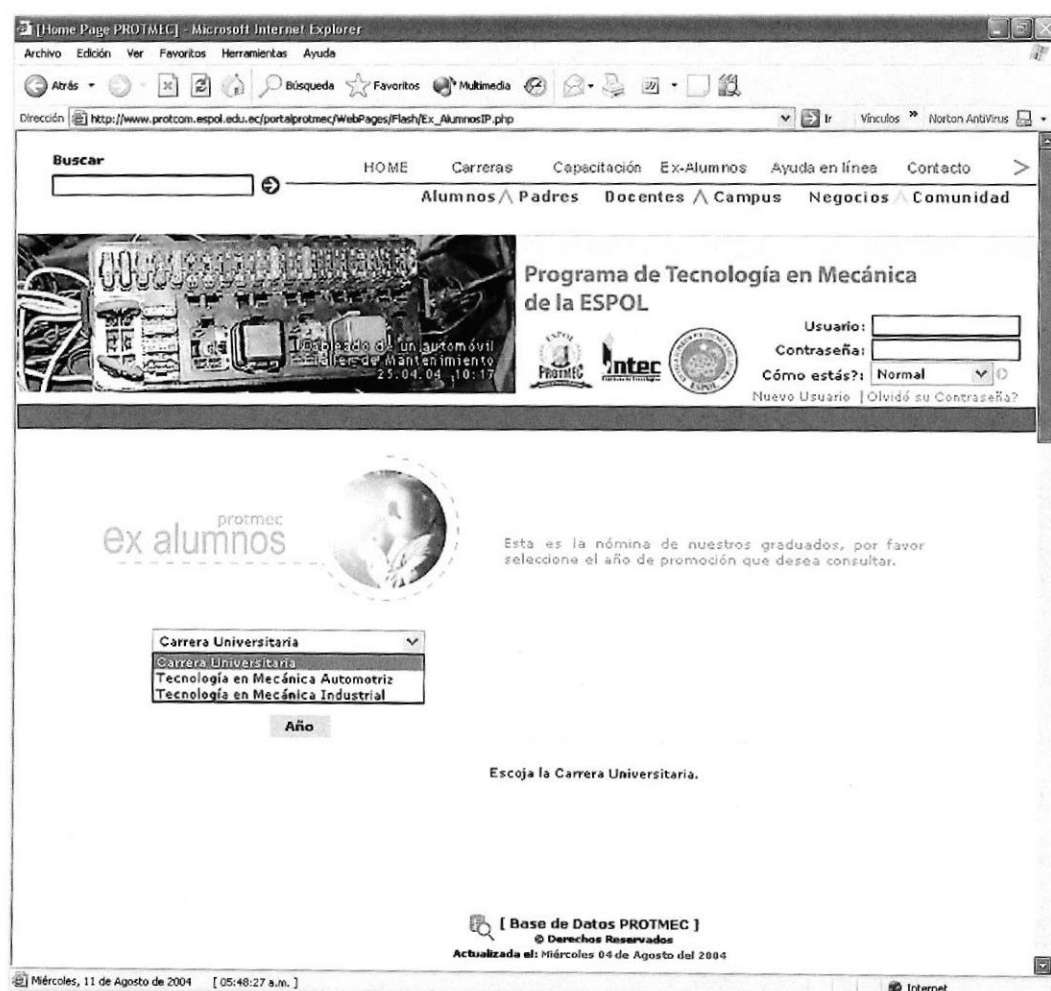 [Home Page PROTMEC] - Microsoft Internet Explorer
Archivo Edición Ver Favoritos Herramientas Ayuda
Atrás Búsqueda Favoritos Multimedia
Dirección http://www.protcom.espol.edu.ec/portalprotmec/WebPages/Flash/Ex_AlumnosIP.php Ir Vínculos » Norton AntiVirus
Buscar
HOME Carreras Capacitación Ex-Alumnos Ayuda en línea Contacto >
Alumnos Padres Docentes Campus Negocios Comunidad
Cableado de un automóvil
Taller de Mantenimiento
25.04.04 10:17
Programa de Tecnología en Mecánica
de la ESPOL
ESPOL
PROTMEC
intec
ESPOL
Usuario:
Contraseña:
Cómo estás?: Normal
Nuevo Usuario | Olvidó su Contraseña?
protmec
ex alumnos
Esta es la nómina de nuestros graduados, por favor
seleccione el año de promoción que desea consultar.
Carrera Universitaria
Carrera Universitaria
Tecnología en Mecánica Automotriz
Tecnología en Mecánica Industrial
Año
Escoja la Carrera Universitaria.
[ Base de Datos PROTMEC ]
© Derechos Reservados
Actualizada el: Miércoles 04 de Agosto del 2004
Miércoles, 11 de Agosto de 2004 [ 05:48:27 a.m. ] Internet